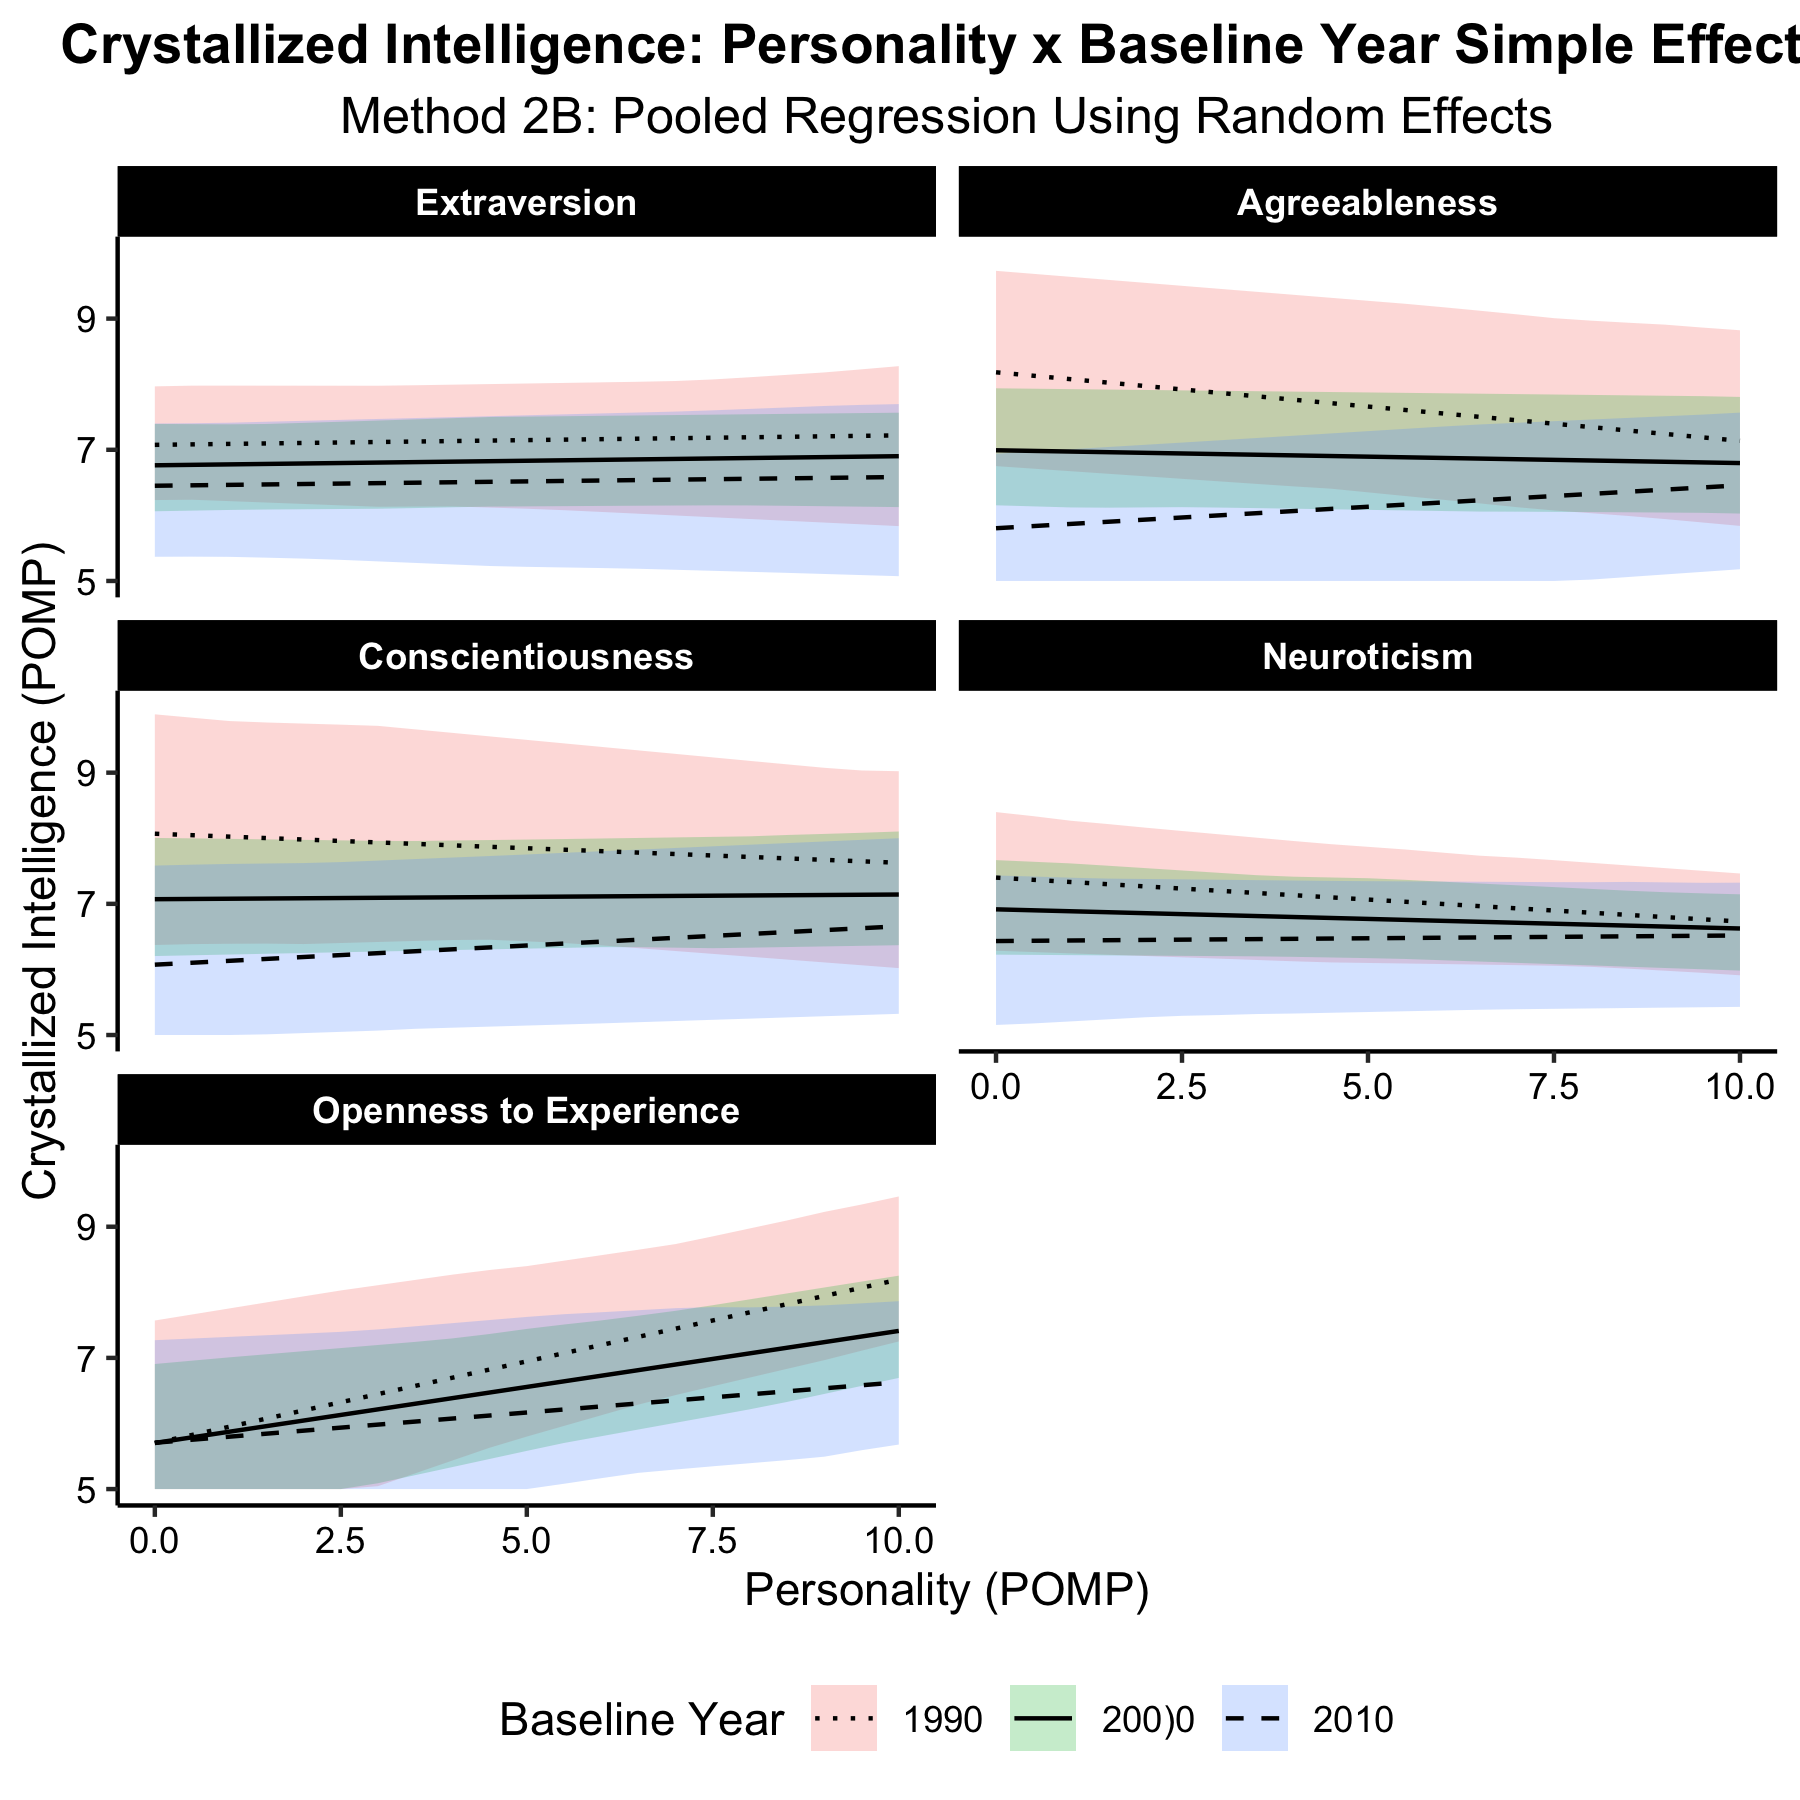 Crystallized Intelligence: Personality x Baseline Year Simple Effect
Method 2B: Pooled Regression Using Random Effects
Extraversion
Agreeableness
9
7
5
Conscientiousness
Neuroticism
9
7
5
0.0 2.5 5.0 7.5 10.0
Openness to Experience
9
7
5
0.0 2.5 5.0 7.5 10.0
Crystallized Intelligence (POMP)
Personality (POMP)
Baseline Year 1990 200)0 2010